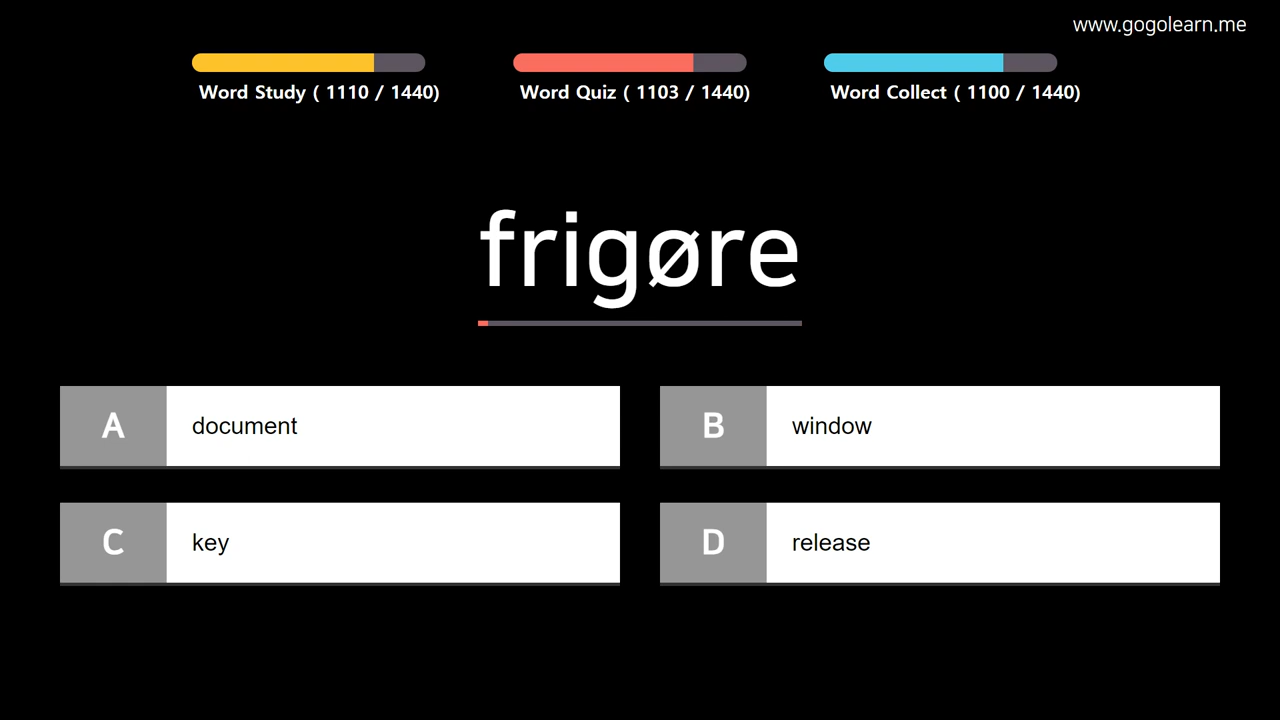 www.gogolearn.me
Word Study ( 1110 / 1440)
Word Quiz ( 1103 / 1440)
Word Collect ( 1100 / 1440)
frigøre
A document
B window
C key
D release